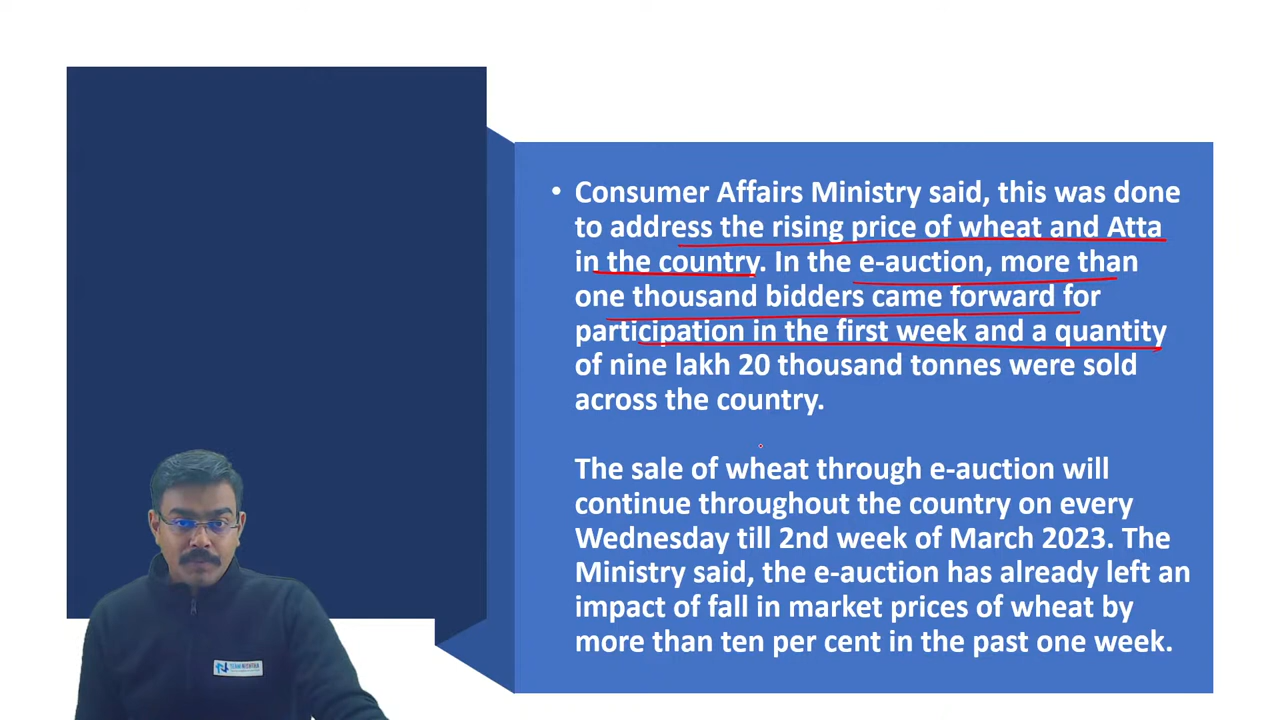 • Consumer Affairs Ministry said, this was done
to address the rising price of wheat and Atta
in the country. In the e-auction, more than
one thousand bidders came forward for
participation in the first week and a quantity
of nine lakh 20 thousand tonnes were sold
across the country.
The sale of wheat through e-auction will
continue throughout the country on every
Wednesday till 2nd week of March 2023. The
Ministry said, the e-auction has already left an
impact of fall in market prices of wheat by
more than ten per cent in the past one week.